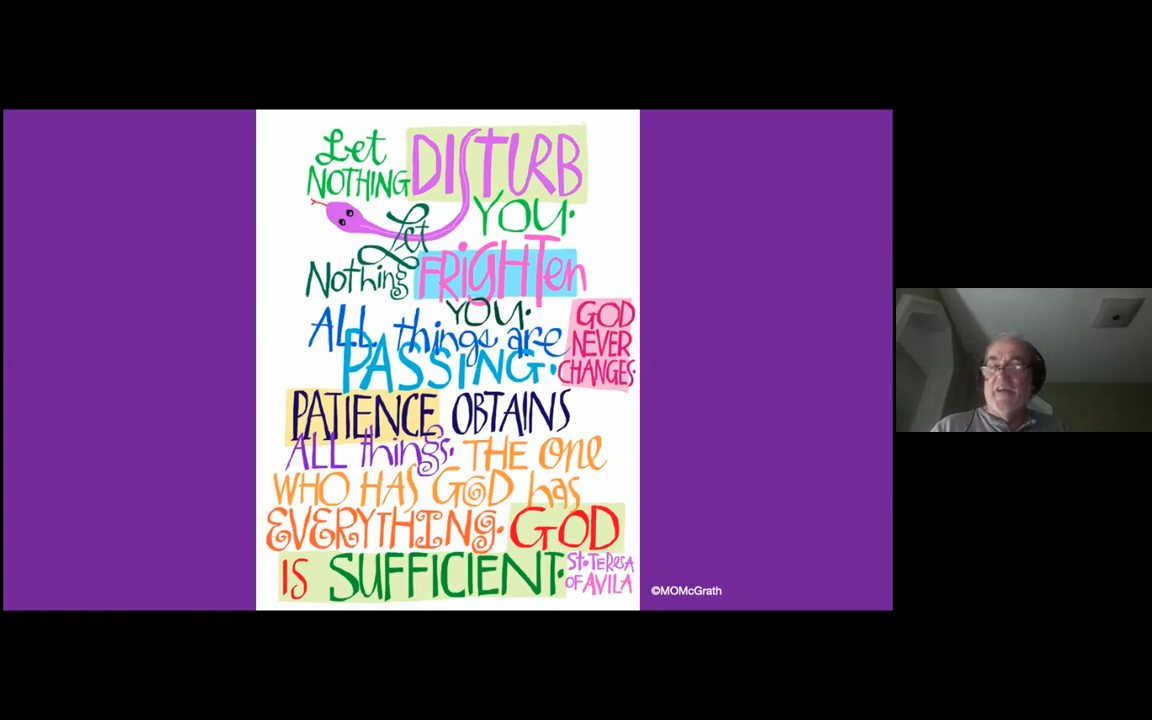 Let
NOTHING DISTURB
YOU.
Let
Nothing FRIGHTen
YOU.
ALL things are
PASSING.
GOD
NEVER
CHANGES.
PATIENCE OBTAINS
ALL things. THE one
WHO HAS GOD has
EVERYTHING. GOD
IS SUFFICIENT.
ST. TERESA
OF AVILA
©MOMcGrath